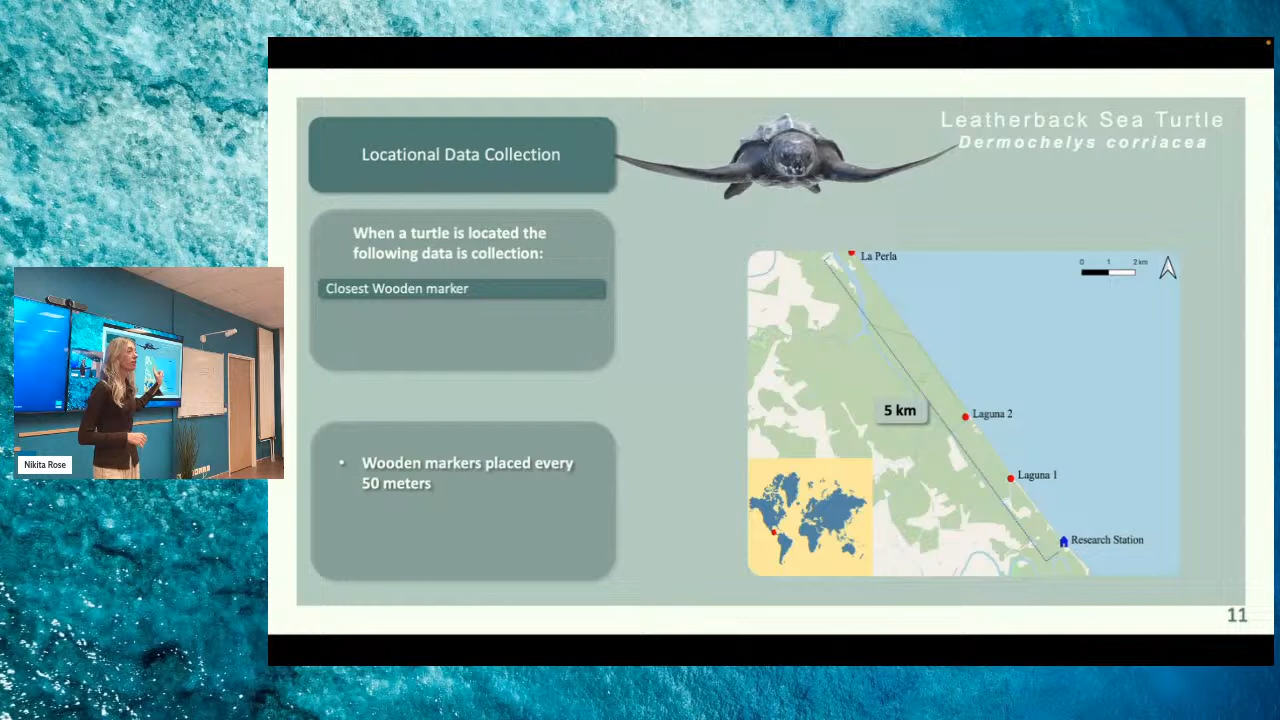 Locational Data Collection
Leatherback Sea Turtle
Dermochelys corriacea
When a turtle is located the
following data is collection:
Closest Wooden marker
Wooden markers placed every
50 meters
La Perla
0 1 2 km
5 km
Laguna 2
Laguna 1
Research Station
Nikita Rose
11